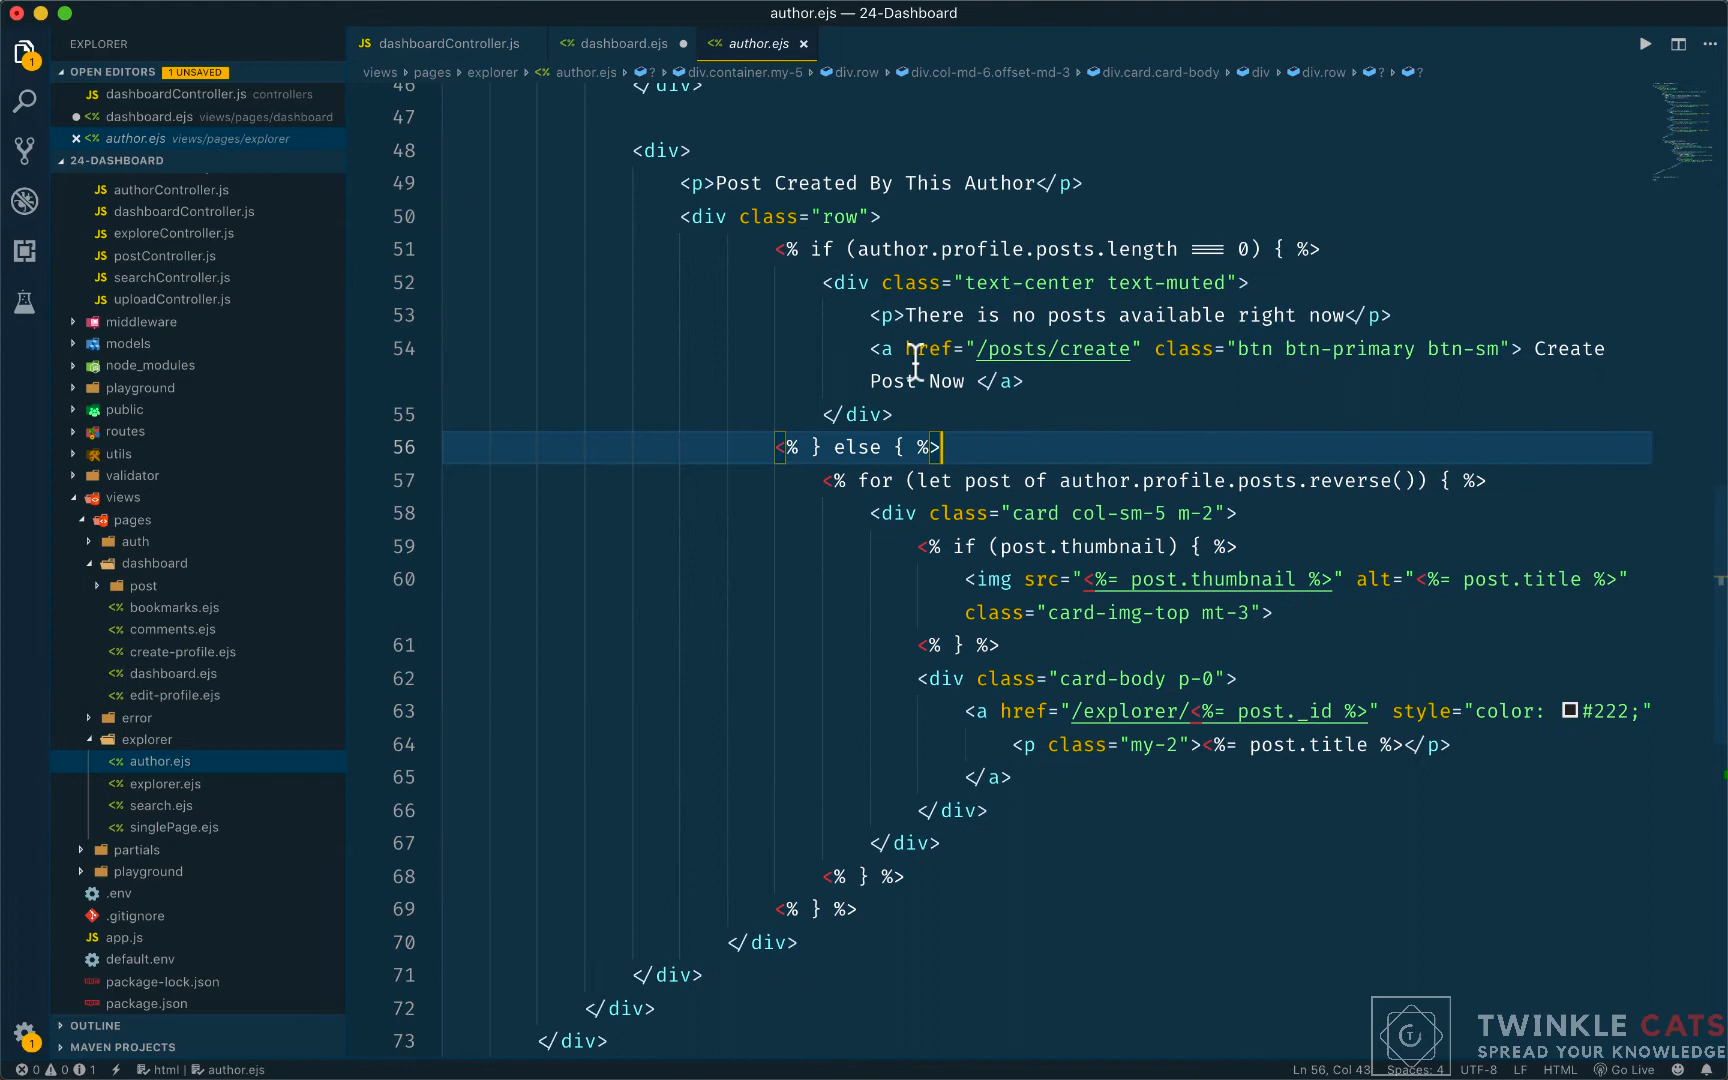 author.ejs — 24-Dashboard
EXPLORER
OPEN EDITORS 1 UNSAVED
dashboardController.js controllers
dashboard.ejs views/pages/dashboard
author.ejs views/pages/explorer
24-DASHBOARD
authorController.js
dashboardController.js
exploreController.js
postController.js
searchController.js
uploadController.js
middleware
models
node_modules
playground
public
routes
utils
validator
views
pages
auth
dashboard
post
bookmarks.ejs
comments.ejs
create-profile.ejs
dashboard.ejs
edit-profile.ejs
error
explorer
author.ejs
explorer.ejs
search.ejs
singlePage.ejs
partials
playground
.env
.gitignore
app.js
default.env
package-lock.json
package.json
OUTLINE
MAVEN PROJECTS
dashboardController.js dashboard.ejs author.ejs
views pages explorer author.ejs ? div.container.my-5 div.row div.col-md-6.offset-md-3 div.card.card-body div div.row ? ?
46 </div>
47
48 <div>
49 <p>Post Created By This Author</p>
50 <div class="row">
51 <% if (author.profile.posts.length === 0) { %>
52 <div class="text-center text-muted">
53 <p>There is no posts available right now</p>
54 <a href="/posts/create" class="btn btn-primary btn-sm"> Create
Post Now </a>
55 </div>
56 <% } else { %>
57 <% for (let post of author.profile.posts.reverse()) { %>
58 <div class="card col-sm-5 m-2">
59 <% if (post.thumbnail) { %>
60 <img src="<%= post.thumbnail %>" alt="<%= post.title %>"
class="card-img-top mt-3">
61 <% } %>
62 <div class="card-body p-0">
63 <a href="/explorer/<%= post._id %>" style="color: #222;"
64 <p class="my-2"><%= post.title %></p>
65 </a>
66 </div>
67 </div>
68 <% } %>
69 <% } %>
70 </div>
71 </div>
72 </div>
73 </div>
TWINKLE CATS
SPREAD YOUR KNOWLEDGE
0 0 1 html author.ejs Ln 56, Col 43 Spaces: 4 UTF-8 LF HTML Go Live